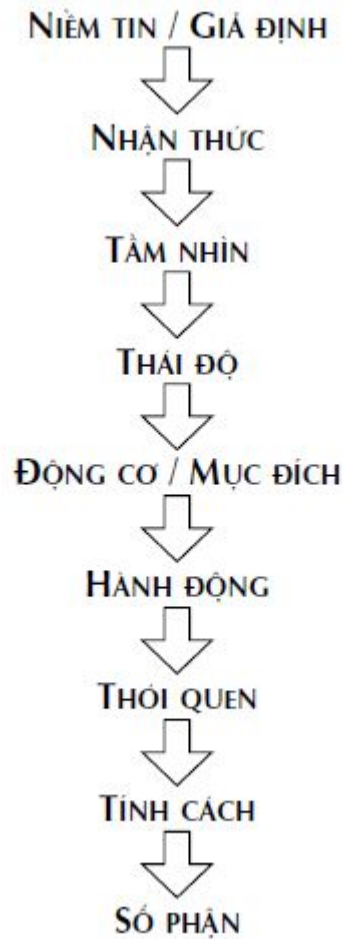 NIỀM TIN / GIẢ ĐỊNH
NHẬN THỨC
TẦM NHÌN
THÁI ĐỘ
ĐỘNG CƠ / MỤC ĐÍCH
HÀNH ĐỘNG
THÓI QUEN
TÍNH CÁCH
SỐ PHẬN